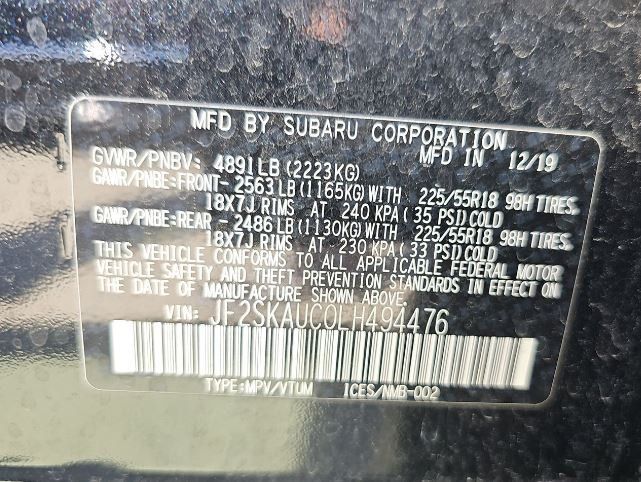 MFD BY SUBARU CORPORATION
GVWR/PNBV: 4891LB (2223KG) MFD IN 12/19
GAWR/PNBE:FRONT- 2563LB (1165KG) WITH 225/55R18 98H TIRES,
18X7J RIMS AT 240 KPA ( 35 PSI) COLD
GAWR/PNBE:REAR - 2486LB (1130KG) WITH 225/55R18 98H TIRES,
18X7J RIMS AT 230 KPA ( 33 PSI) COLD
THIS VEHICLE CONFORMS TO ALL APPLICABLE FEDERAL MOTOR
VEHICLE SAFETY AND THEFT PREVENTION STANDARDS IN EFFECT ON
THE DATE OF MANUFACTURE SHOWN ABOVE.
VIN: JF2SKAUC0LH494476
TYPE:MPV/VTUM ICES/NMB-002